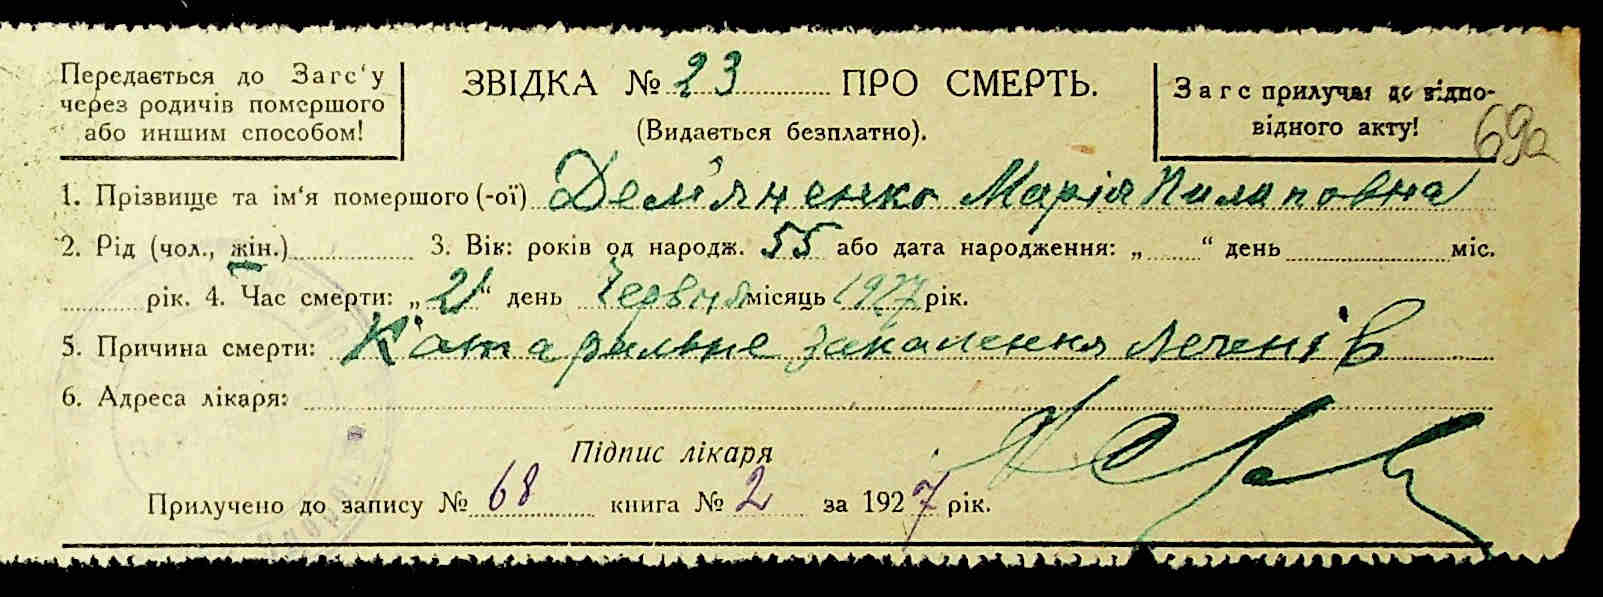 Передається до Загс‘у
через родичів помершого
або иншим способом!
ЗВІДКА № 23 ПРО СМЕРТЬ.
(Видається безплатно).
Загс прилучає до відпо-
відного акту!
69а
1. Прізвище та ім‘я помершого (-ої) Дем'яненко Марія Пилиповна
2. Рід (чол., жін.) 3. Вік: років од народж. 55 або дата народження: „ “ день міс.
рік. 4. Час смерти: „21“ день Червня місяць 1927 рік.
5. Причина смерти: Катаральне запалення легенів
6. Адреса лікаря:
Підпис лікаря
Прилучено до запису № 68 книга № 2 за 1927 рік.